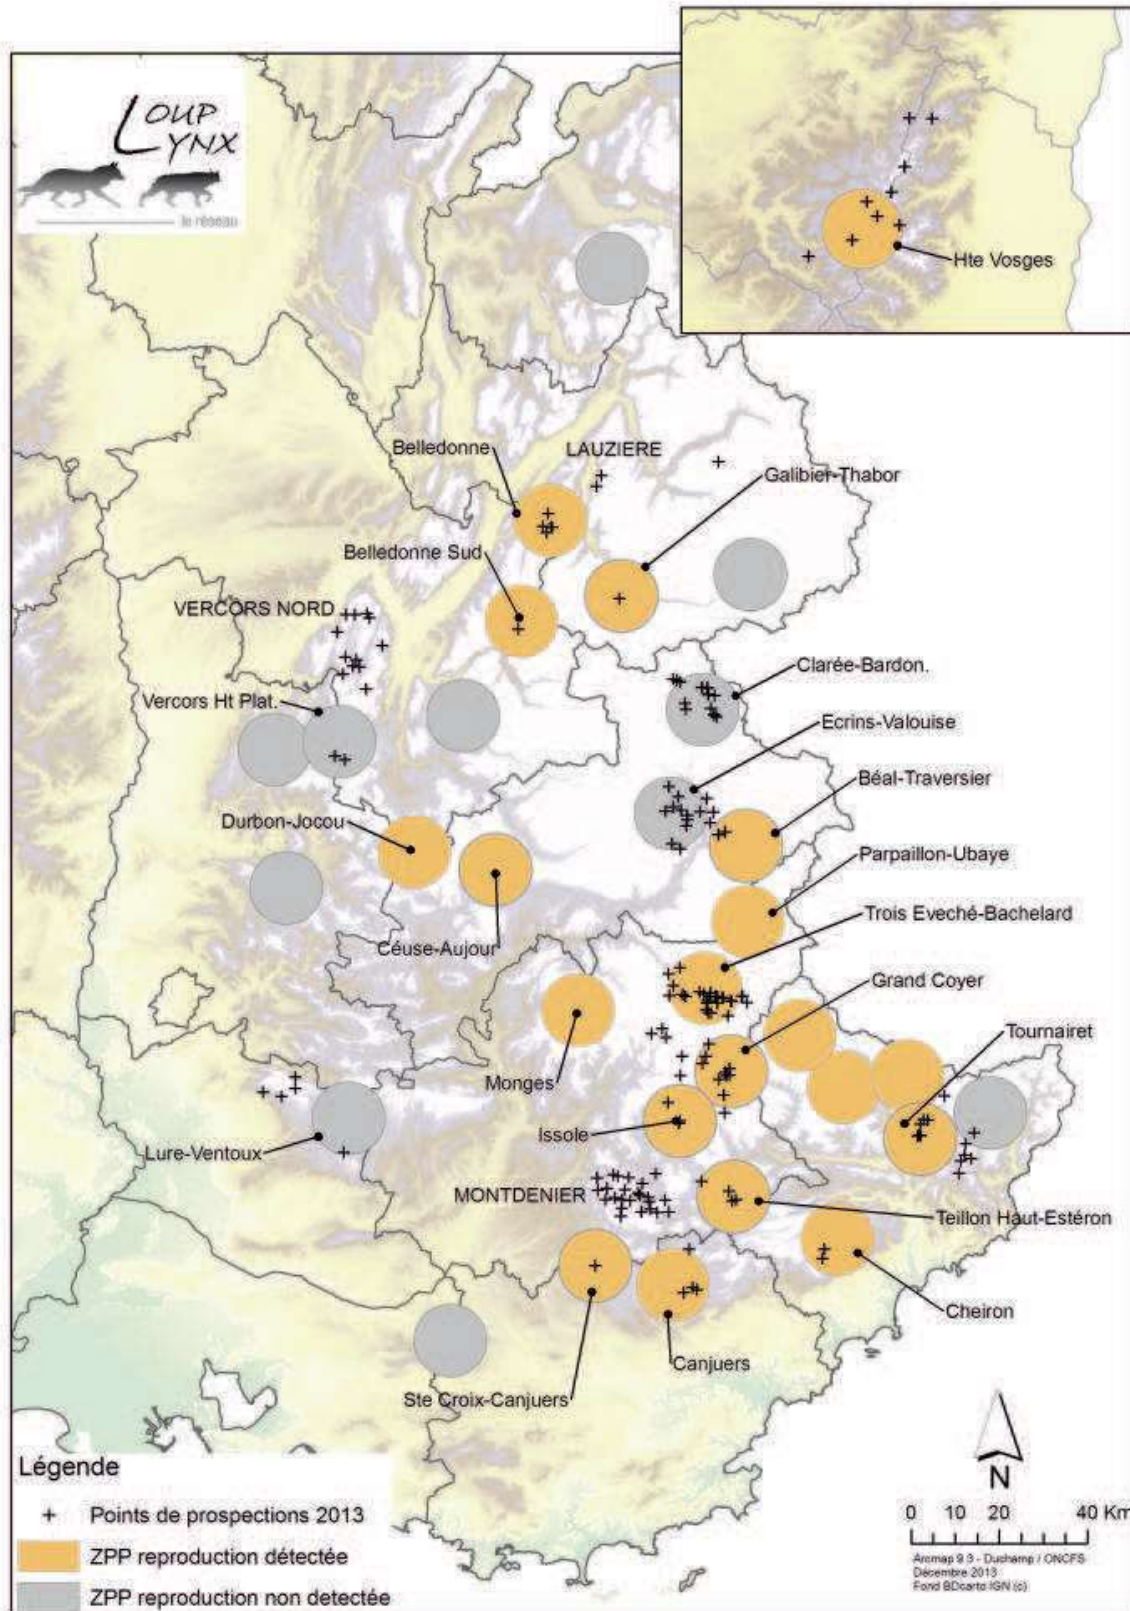 LOUP
LYNX
le réseau
Hte Vosges
Belledonne
LAUZIERE
Galibier-Thabor
Belledonne Sud
VERCORS NORD
Clarée-Bardon.
Vercors Ht Plat.
Ecrins-Valouise
Béal-Traversier
Durbon-Jocou
Parpaillon-Ubaye
Trois Eveché-Bachelard
Céuse-Aujour
Grand Coyer
Tournairet
Monges
Issole
Lure-Ventoux
MONTDENIER
Teillon Haut-Estéron
Cheiron
Canjuers
Ste Croix-Canjuers
Légende
Points de prospections 2013
ZPP reproduction détectée
ZPP reproduction non detectée
N
0 10 20 40 Km
Arcmap 9.3 - Duchamp / ONCFS
Décembre 2013
Fond BDcarto IGN (c)